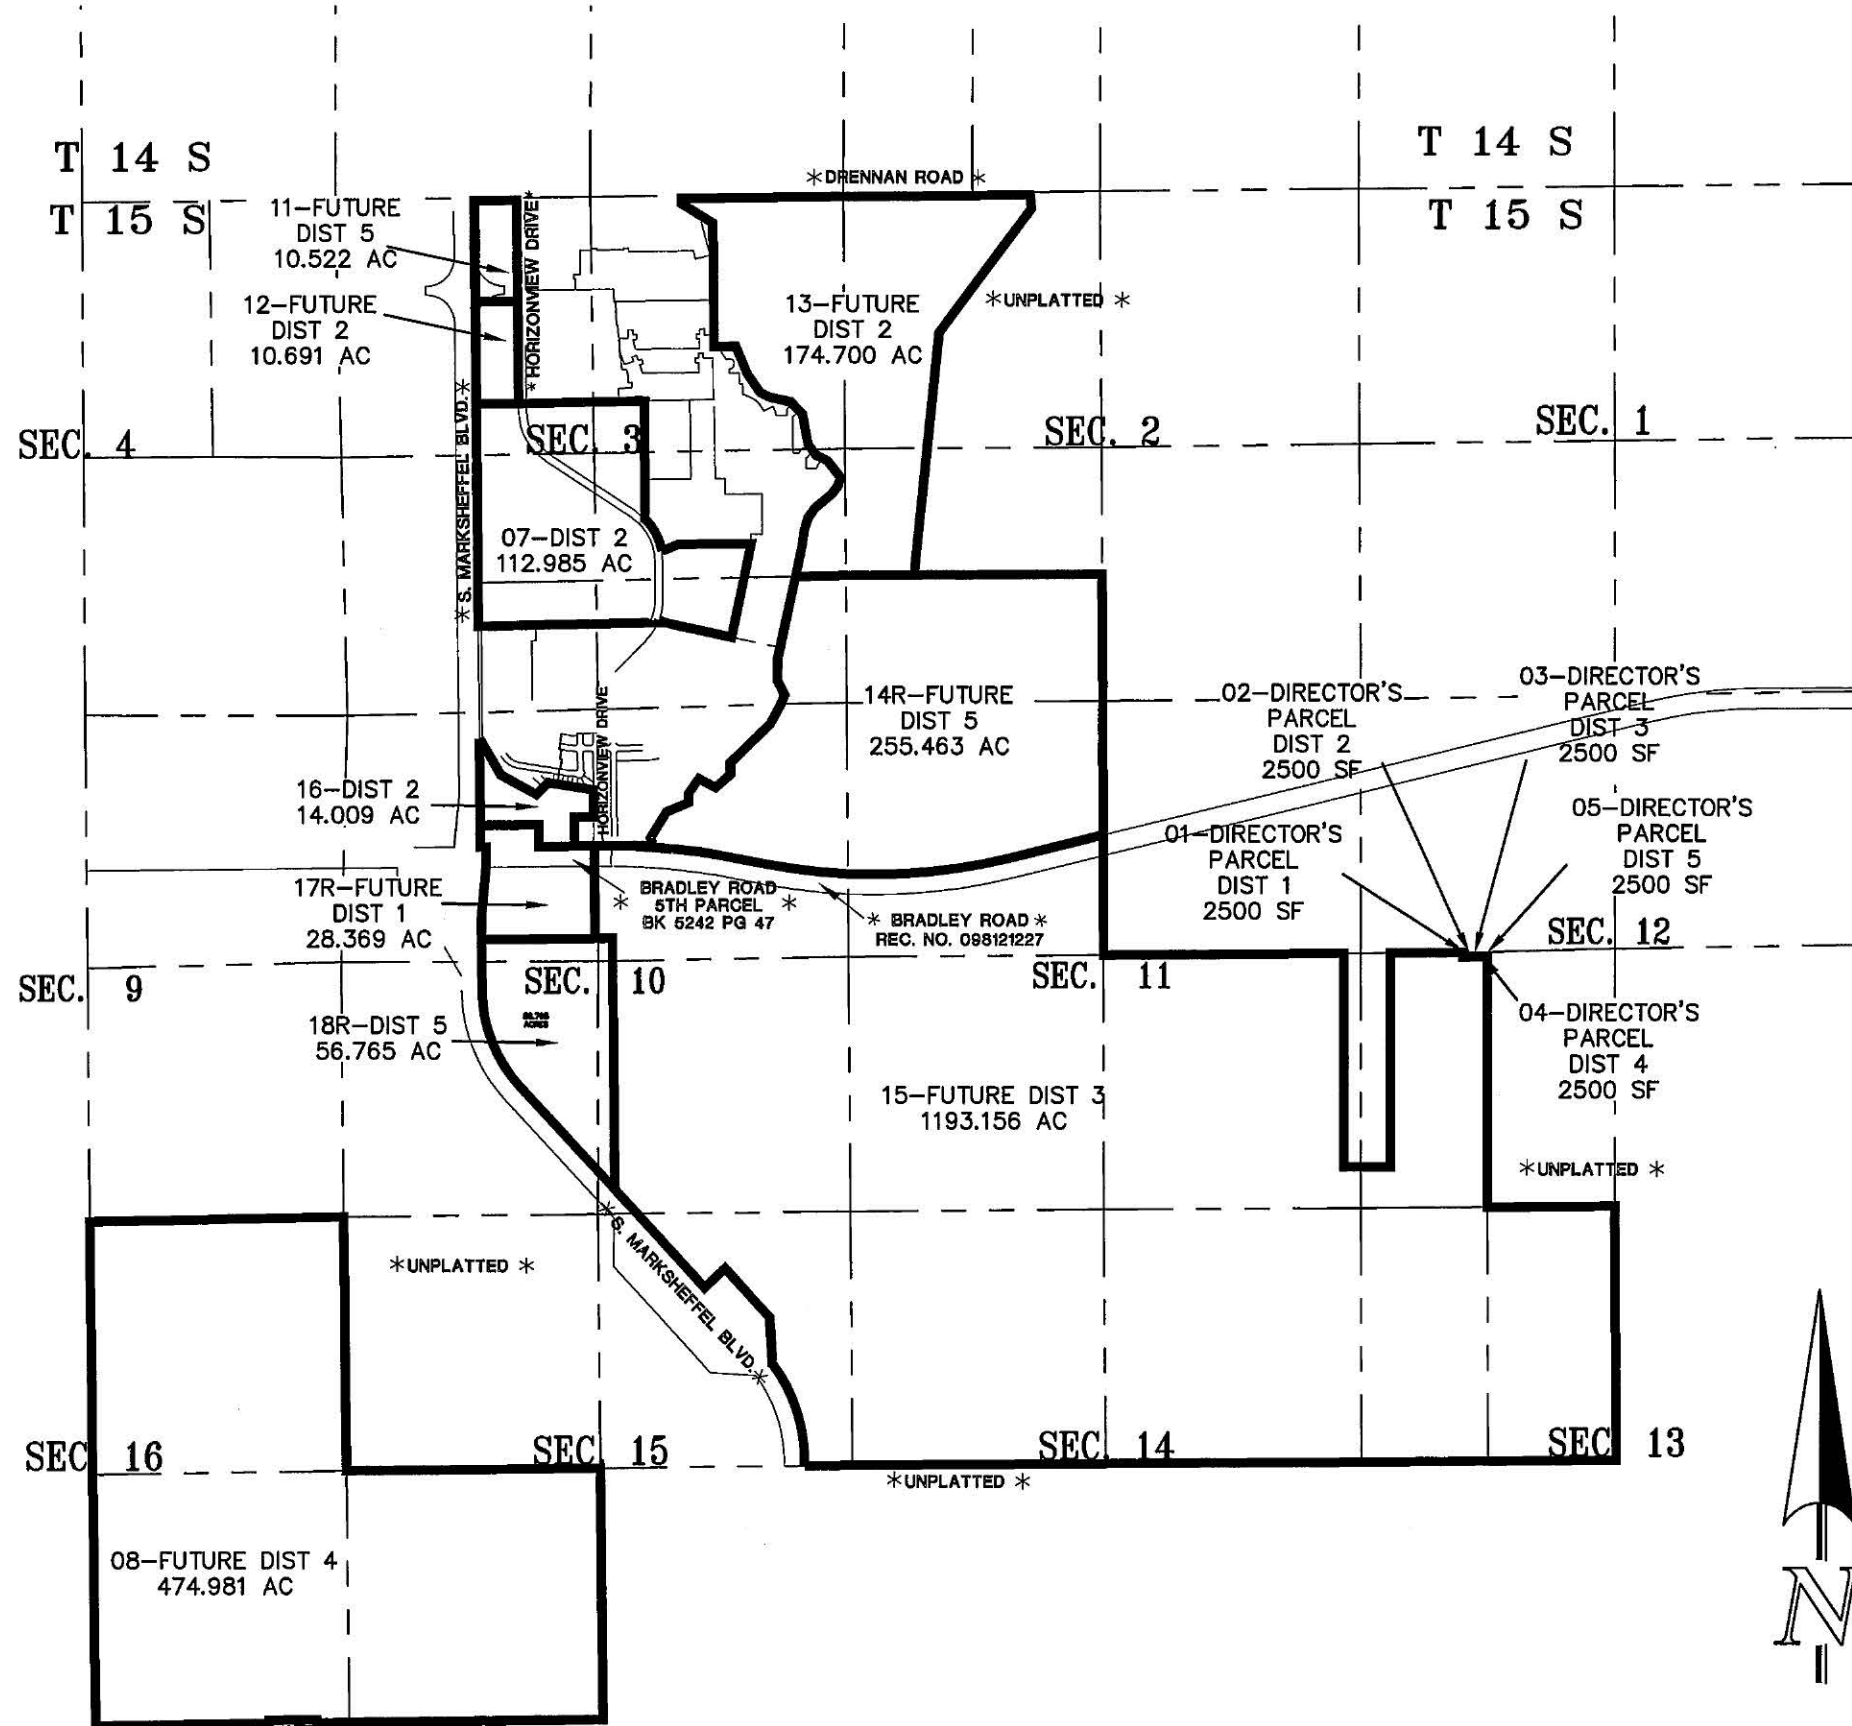 T 14 S
T 14 S
*DRENNAN ROAD *
T 15 S
T 15 S
11-FUTURE
DIST 5
10.522 AC
*HORIZONVIEW DRIVE*
12-FUTURE
DIST 2
10.691 AC
13-FUTURE
DIST 2
174.700 AC
*UNPLATTED *
*S. MARKSHEFFEL BLVD.*
SEC. 4
SEC. 3
SEC. 2
SEC. 1
07-DIST 2
112.985 AC
14R-FUTURE
DIST 5
255.463 AC
02-DIRECTOR'S
PARCEL
DIST 2
2500 SF
03-DIRECTOR'S
PARCEL
DIST 3
2500 SF
HORIZONVIEW DRIVE
16-DIST 2
14.009 AC
01-DIRECTOR'S
PARCEL
DIST 1
2500 SF
05-DIRECTOR'S
PARCEL
DIST 5
2500 SF
17R-FUTURE
DIST 1
28.369 AC
BRADLEY ROAD
* 5TH PARCEL *
BK 5242 PG 47
* BRADLEY ROAD *
REC. NO. 098121227
SEC. 9
SEC. 10
SEC. 11
SEC. 12
18R-DIST 5
56.765 AC
ACRES
04-DIRECTOR'S
PARCEL
DIST 4
2500 SF
15-FUTURE DIST 3
1193.156 AC
*UNPLATTED *
*UNPLATTED *
*S. MARKSHEFFEL BLVD.*
SEC 16
SEC. 15
SEC. 14
SEC 13
*UNPLATTED *
08-FUTURE DIST 4
474.981 AC
N